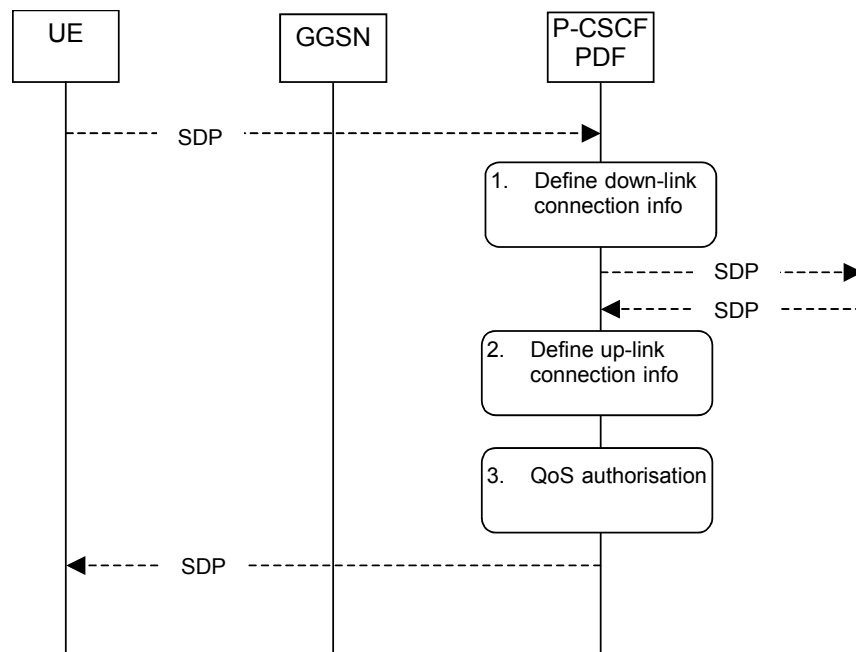 UE
GGSN
P-CSCF
PDF
SDP
1. Define down-link
connection info
SDP
SDP
2. Define up-link
connection info
3. QoS authorisation
SDP